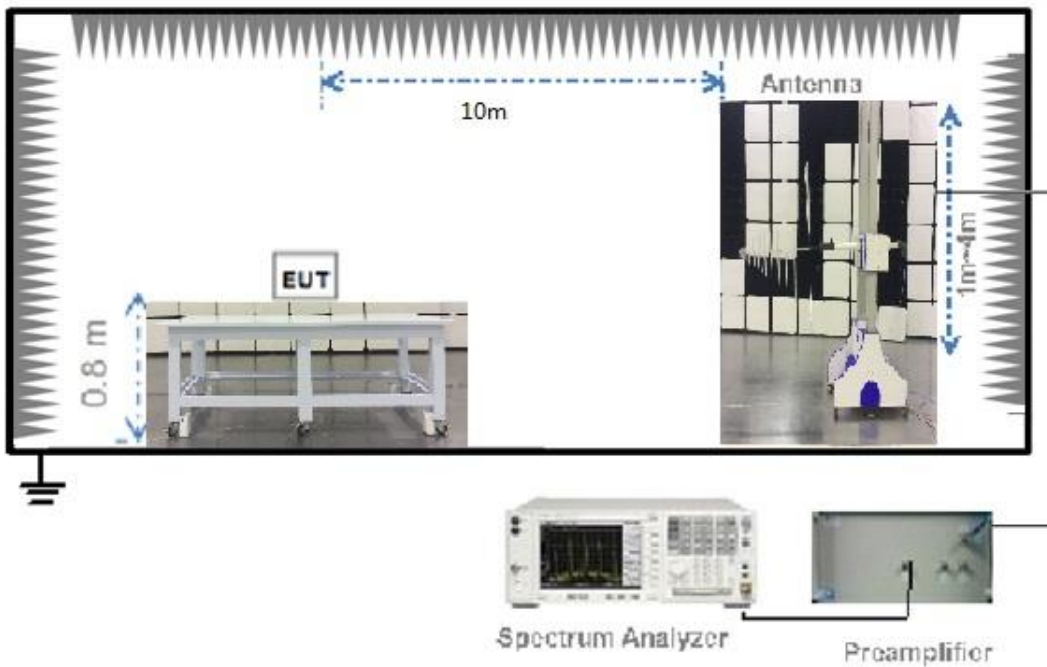 Antenna
10m
EUT
0.8 m
1m~4m
Spectrum Analyzer
Preamplifier